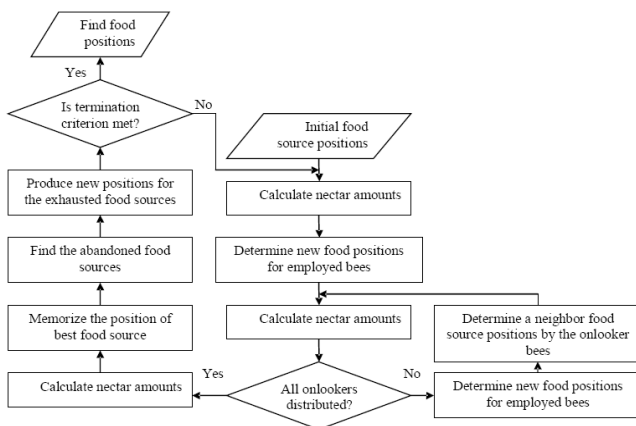 Find food
positions
Yes
Is termination
criterion met?
No
Initial food
source positions
Produce new positions for
the exhausted food sources
Calculate nectar amounts
Find the abandoned food
sources
Determine new food positions
for employed bees
Memorize the position of
best food source
Calculate nectar amounts
Determine a neighbor food
source positions by the onlooker
bees
Calculate nectar amounts
Yes
All onlookers
distributed?
No
Determine new food positions
for employed bees